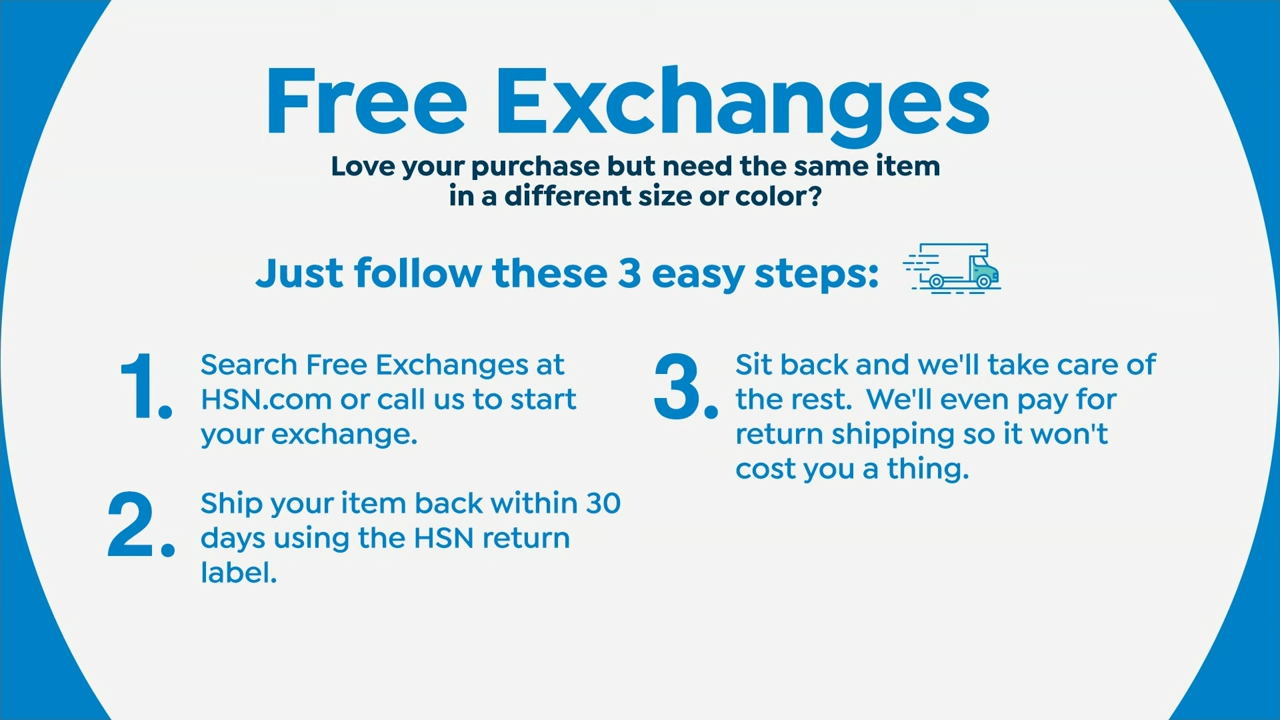 Free Exchanges
Love your purchase but need the same item
in a different size or color?
Just follow these 3 easy steps:
1. Search Free Exchanges at
HSN.com or call us to start
your exchange.
2. Ship your item back within 30
days using the HSN return
label.
3. Sit back and we'll take care of
the rest. We'll even pay for
return shipping so it won't
cost you a thing.